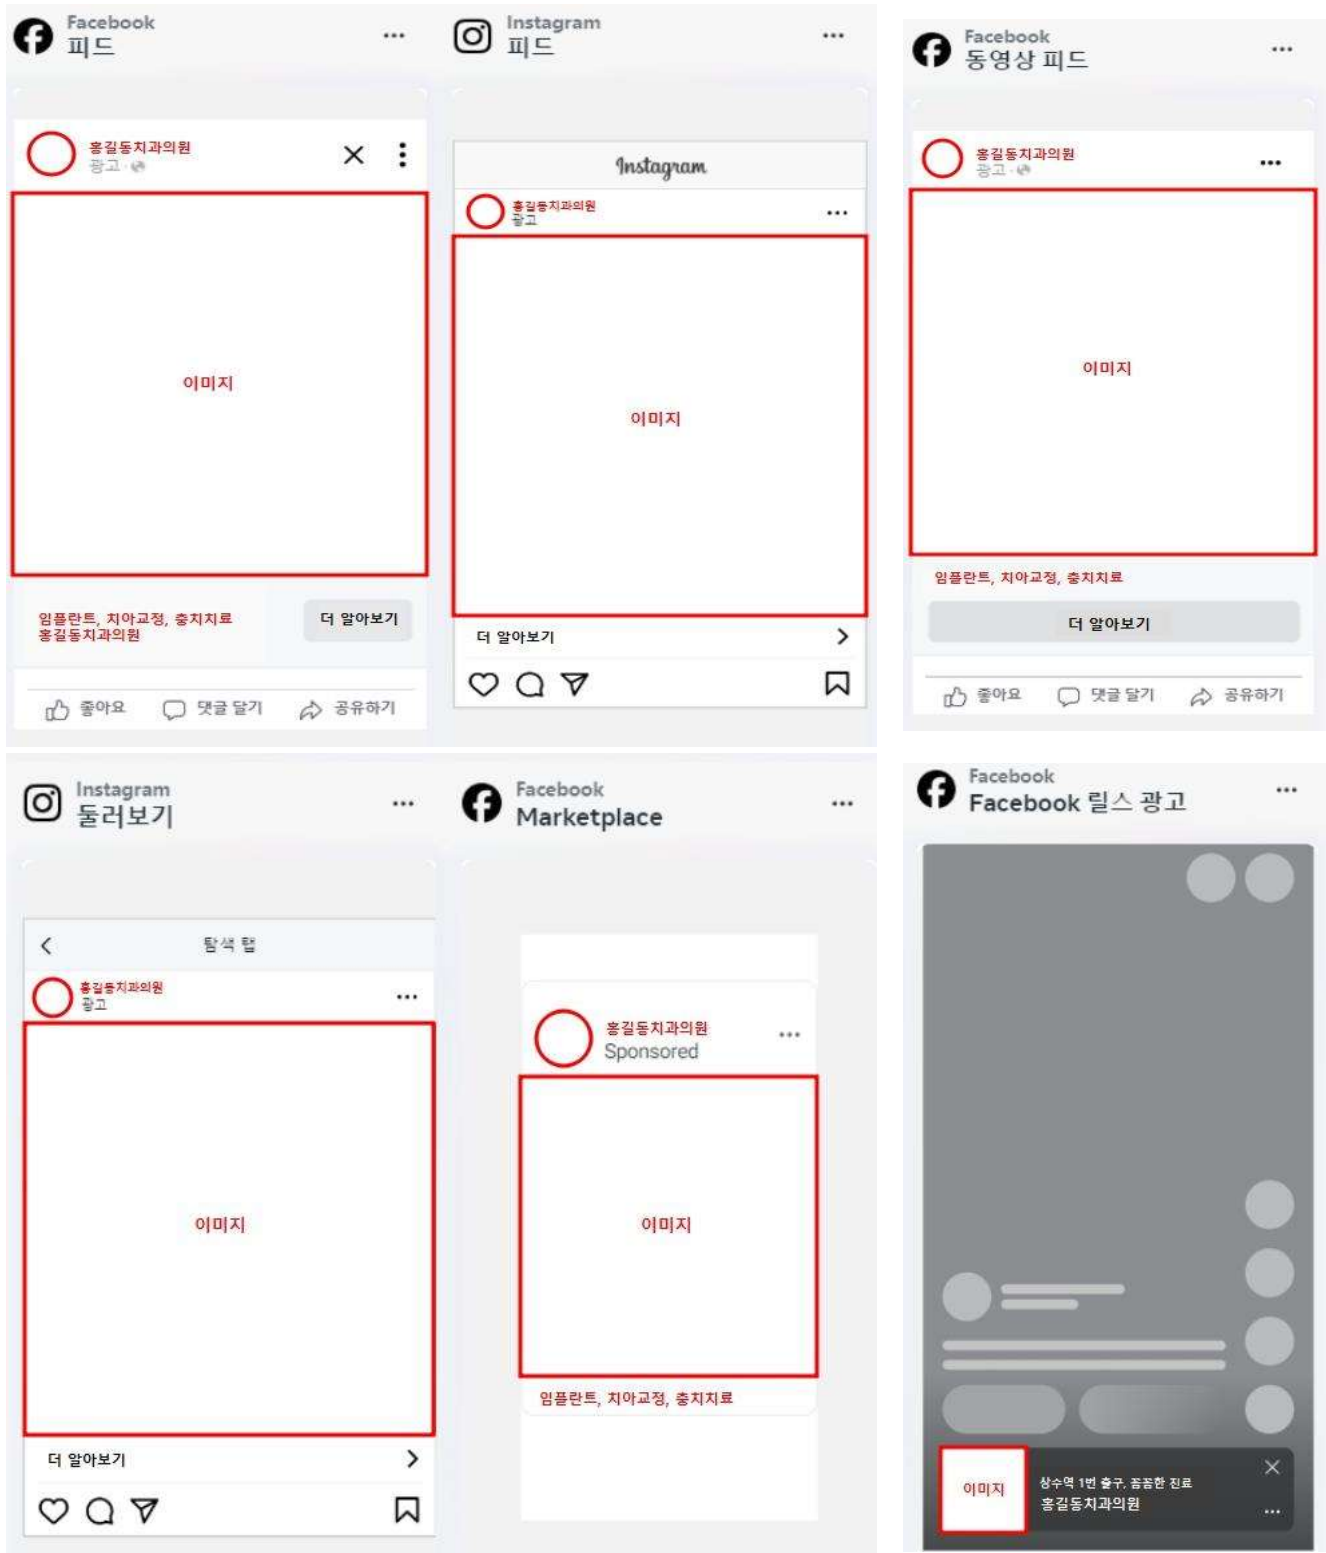 Facebook
피드
홍길동치과의원
광고
이미지
임플란트, 치아교정, 충치치료
홍길동치과의원
더 알아보기
좋아요
댓글 달기
공유하기
Instagram
피드
Instagram
홍길동치과의원
광고
이미지
더 알아보기
Facebook
동영상 피드
홍길동치과의원
광고
이미지
임플란트, 치아교정, 충치치료
더 알아보기
좋아요
댓글 달기
공유하기
Instagram
둘러보기
탐색 탭
홍길동치과의원
광고
이미지
더 알아보기
Facebook
Marketplace
홍길동치과의원
Sponsored
이미지
임플란트, 치아교정, 충치치료
Facebook
Facebook 릴스 광고
이미지
상수역 1번 출구, 꼼꼼한 진료
홍길동치과의원